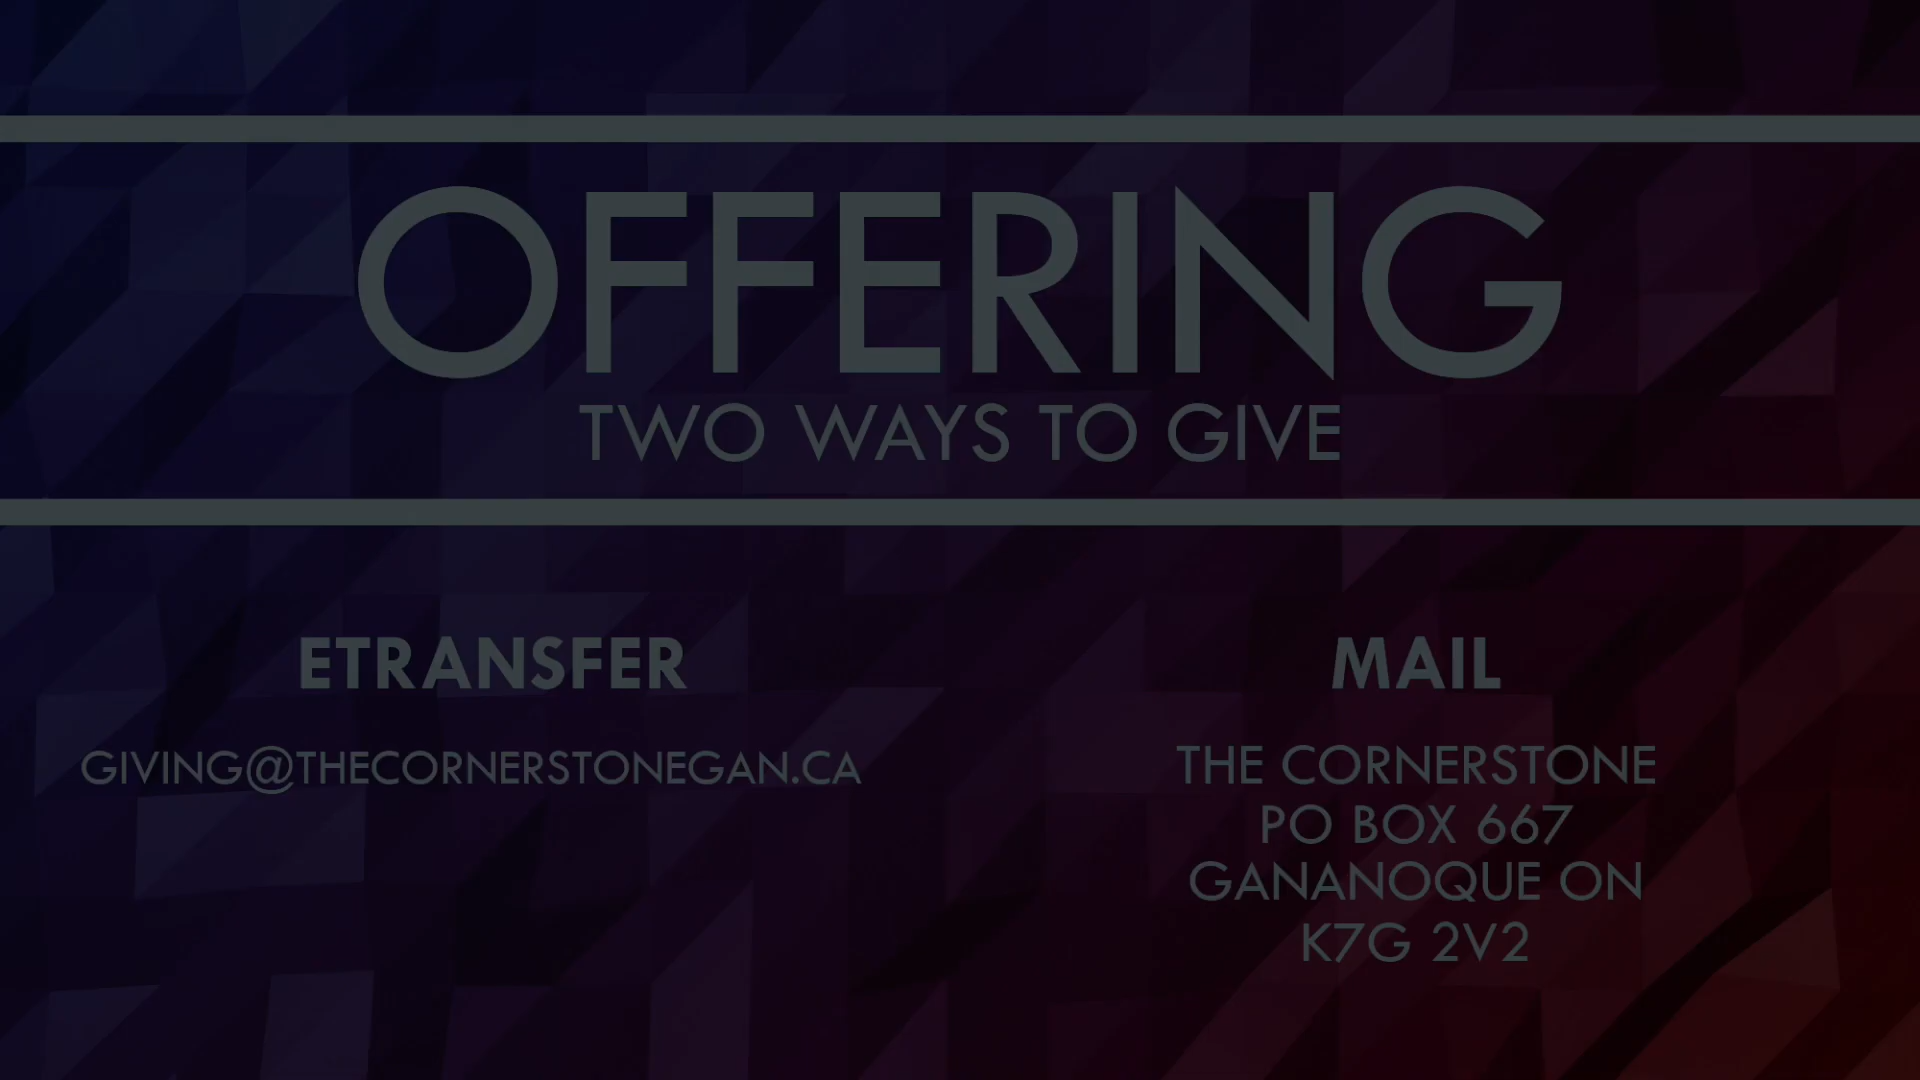 OFFERING
TWO WAYS TO GIVE
ETRANSFER
GIVING@THECORNERSTONEGAN.CA
MAIL
THE CORNERSTONE
PO BOX 667
GANANOQUE ON
K7G 2V2